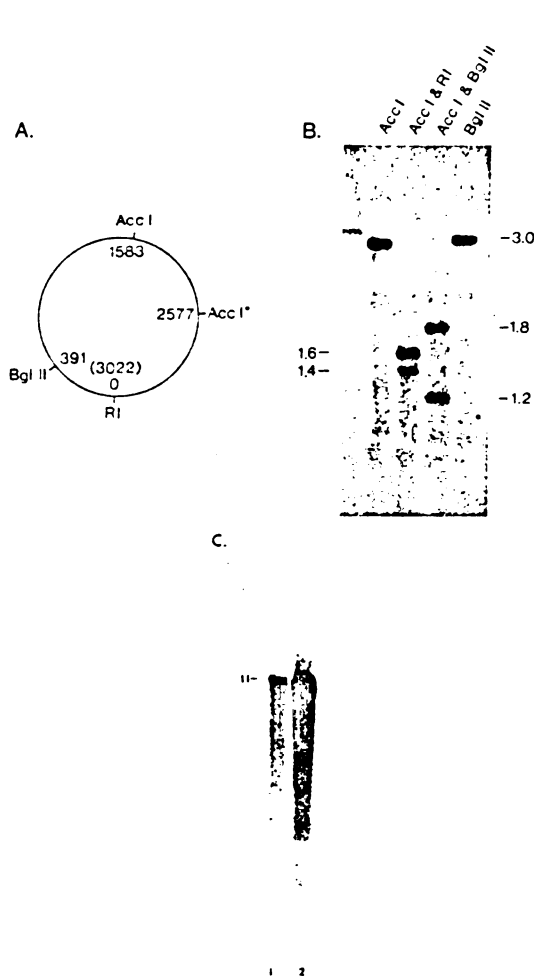 A.
Acc I
1583
2577 Acc I*
391
(3022)
Bgl II
0
RI
B.
Acc I
Acc I & RI
Acc I & Bgl II
Bgl II
-3.0
-1.8
1.6-
1.4-
-1.2
C.
II-
1 2